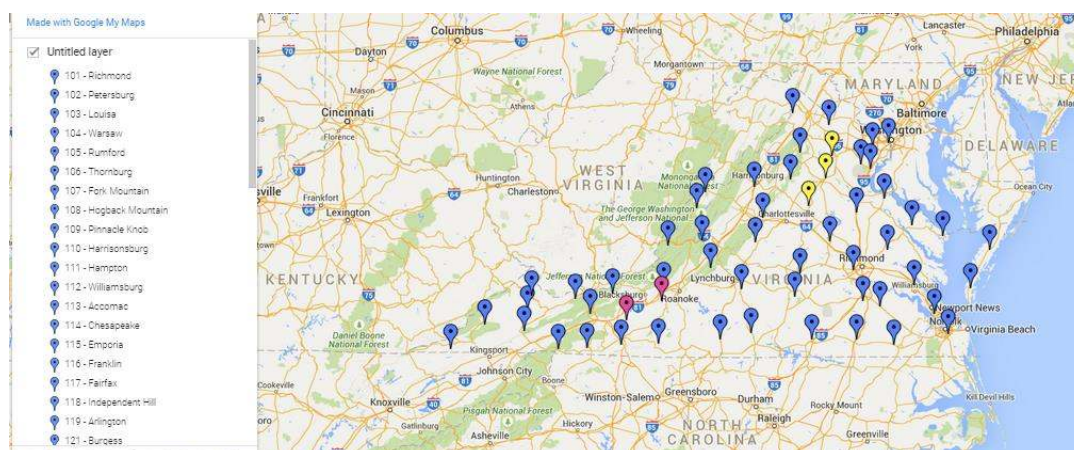 Made with Google My Maps
Untitled layer
101 - Richmond
102 - Petersburg
103 - Louisa
104 - Warsaw
105 - Rumford
106 - Thornburg
107 - Fork Mountain
108 - Hogback Mountain
109 - Pinnacle Knob
110 - Harrisonsburg
111 - Hampton
112 - Williamsburg
113 - Accomac
114 - Chesapeake
115 - Emporia
116 - Franklin
117 - Fairfax
118 - Independent Hill
119 - Arlington
121 - Burgess
Columbus
Wheeling
Lancaster
Philadelphia
York
Dayton
Morgantown
Wayne National Forest
MARYLAND
NEW JER
Mason
Athens
Baltimore
Cincinnati
Florence
DELAWARE
WEST VIRGINIA
Huntington
Charleston
Ocean City
Frankfort
Lexington
The George Washington and Jefferson National
Charlottesville
KENTUCKY
Jefferson National Forest
Lynchburg
VIRGINIA
Richmond
Williamsburg
Blacksburg
Roanoke
Newport News
Norfolk
Virginia Beach
Daniel Boone National Forest
Kingsport
Johnson City
Boone
Cookeville
Knoxville
Winston-Salem
Greensboro
Durham
Rocky Mount
Kill Devil Hills
Pisgah National Forest
Raleigh
Gatlinburg
Hickory
NORTH CAROLINA
Greenville
Asheville